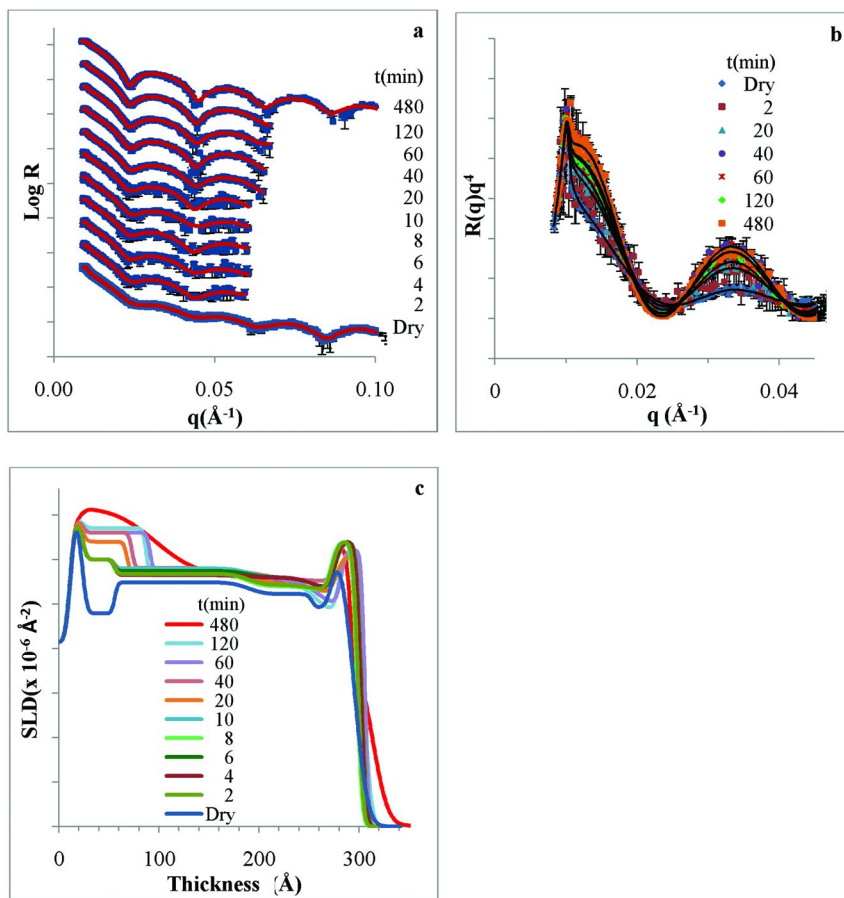 a
t(min)
480
120
60
40
20
10
8
6
4
2
Dry
Log R
0.00 0.05 0.10
q(Å-1)
b
t(min)
Dry
2
20
40
60
120
480
R(q)q4
0 0.02 0.04
q (Å-1)
c
SLD(x 10-6 Å-2)
t(min)
480
120
60
40
20
10
8
6
4
2
Dry
0 100 200 300
Thickness (Å)